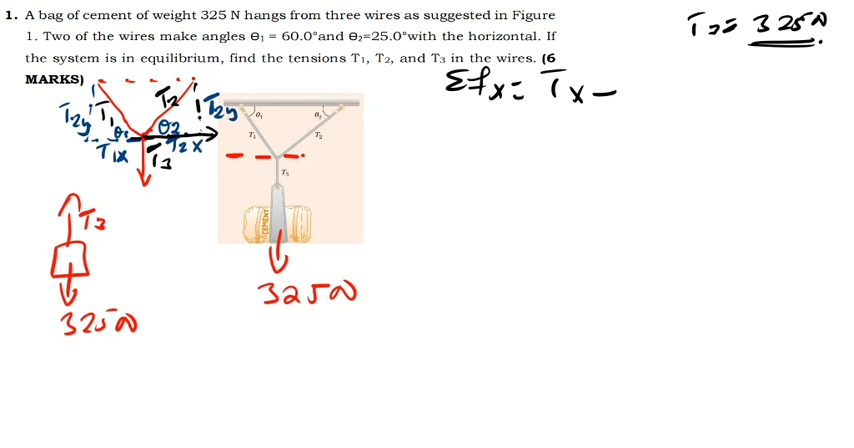 1. A bag of cement of weight 325 N hangs from three wires as suggested in Figure
1. Two of the wires make angles ɵ₁ = 60.0°and ɵ₂=25.0°with the horizontal. If
the system is in equilibrium, find the tensions T₁, T₂, and T₃ in the wires. (6
MARKS)
T₃ = 325N
Σfx = Tx −
T₁
T₂
T2y
T2y
θ₁
θ2
T1x
T2x
T3
θ₁
θ₂
T₁
T₂
T₃
CEMENT
T3
325N
325N